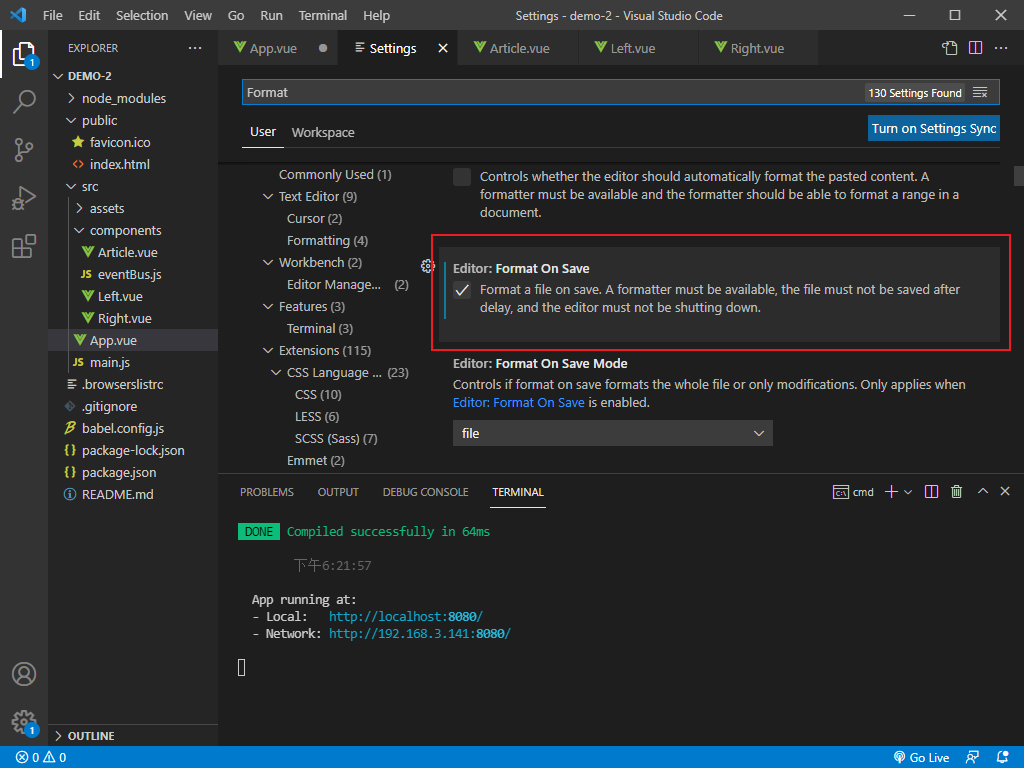 File Edit Selection View Go Run Terminal Help
Settings - demo-2 - Visual Studio Code
EXPLORER
DEMO-2
node_modules
public
favicon.ico
<> index.html
src
assets
components
Article.vue
JS eventBus.js
Left.vue
Right.vue
App.vue
JS main.js
.browserslistrc
.gitignore
babel.config.js
{} package-lock.json
{} package.json
README.md
OUTLINE
1
1
App.vue
Settings
Article.vue
Left.vue
Right.vue
Format
130 Settings Found
User Workspace
Turn on Settings Sync
Commonly Used (1)
Text Editor (9)
Cursor (2)
Formatting (4)
Workbench (2)
Editor Manage... (2)
Features (3)
Terminal (3)
Extensions (115)
CSS Language ... (23)
CSS (10)
LESS (6)
SCSS (Sass) (7)
Emmet (2)
Controls whether the editor should automatically format the pasted content. A
formatter must be available and the formatter should be able to format a range in a
document.
Editor: Format On Save
Format a file on save. A formatter must be available, the file must not be saved after
delay, and the editor must not be shutting down.
Editor: Format On Save Mode
Controls if format on save formats the whole file or only modifications. Only applies when
Editor: Format On Save is enabled.
file
PROBLEMS OUTPUT DEBUG CONSOLE TERMINAL
cmd
DONE Compiled successfully in 64ms
下午6:21:57
App running at:
- Local: http://localhost:8080/
- Network: http://192.168.3.141:8080/
0 0
Go Live